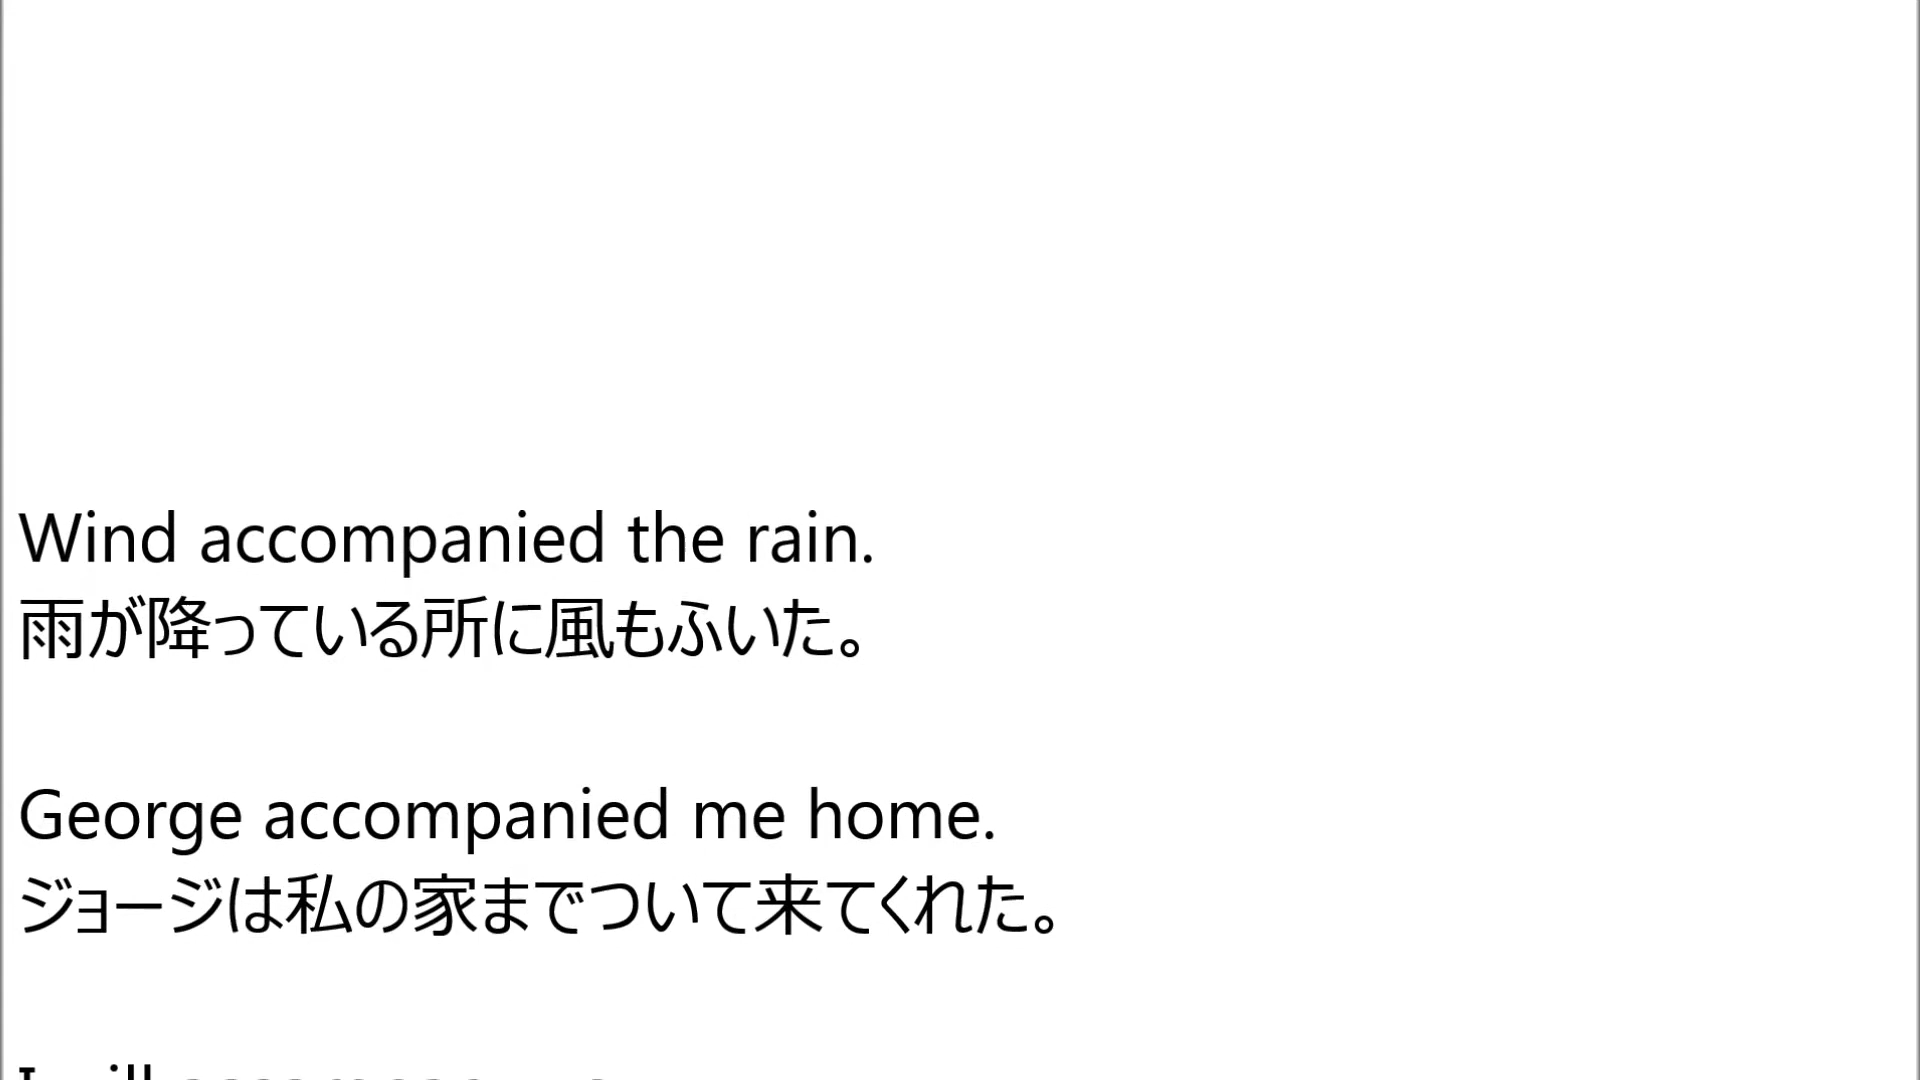 Wind accompanied the rain.
雨が降っている所に風もふいた。
George accompanied me home.
ジョージは私の家までついて来てくれた。
I will